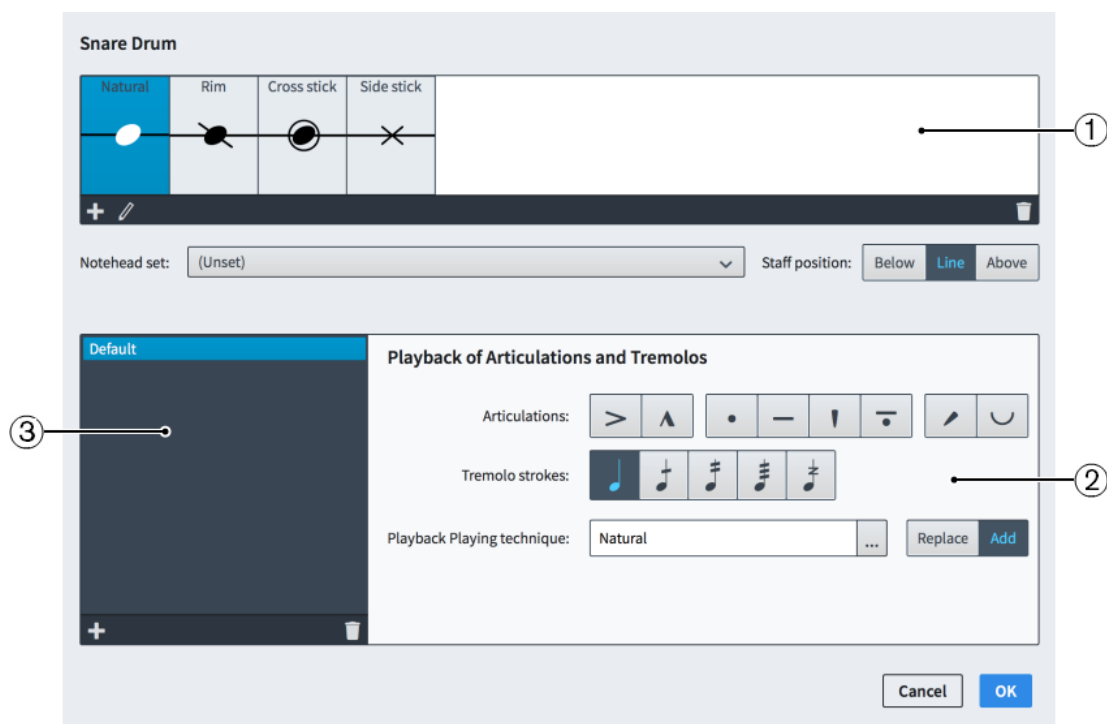 Snare Drum
Natural Rim Cross stick Side stick
1
Notehead set: (Unset) Staff position: Below Line Above
Default
Playback of Articulations and Tremolos
Articulations:
3
Tremolo strokes:
2
Playback Playing technique: Natural ... Replace Add
Cancel OK